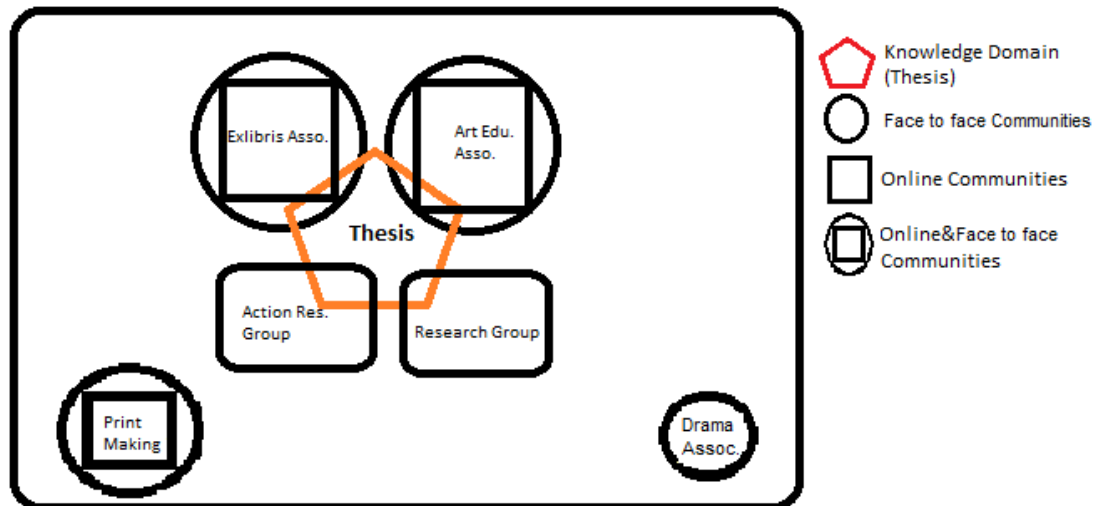 Exlibris Asso.
Art Edu.
Asso.
Thesis
Action Res.
Group
Research Group
Print
Making
Drama
Assoc.
Knowledge Domain
(Thesis)
Face to face Communities
Online Communities
Online&Face to face
Communities